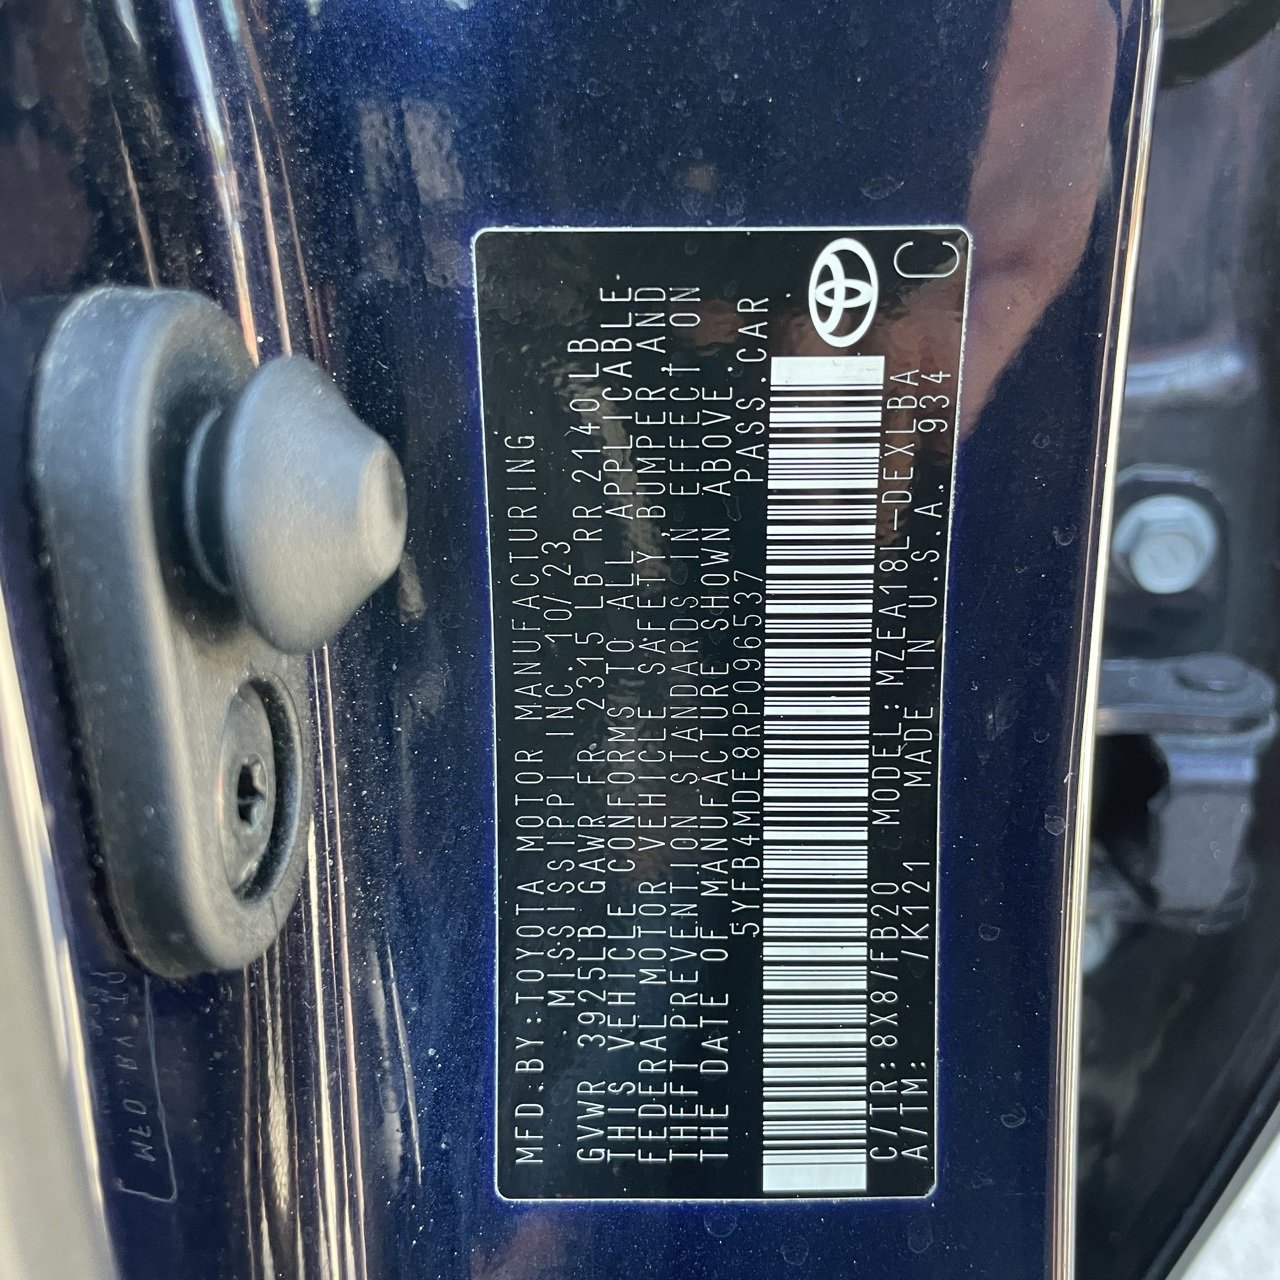 MFD.BY:TOYOTA MOTOR MANUFACTURING.
MISSISSIPPI INC. 10/23
GVWR 3925LB GAWR FR 2315LB RR 2140LB
THIS VEHICLE CONFORMS TO ALL APPLICABLE
FEDERAL MOTOR VEHICLE SAFETY,BUMPER,AND
THEFT PREVENTION STANDARDS IN EFFECT ON
THE DATE OF MANUFACTURE SHOWN ABOVE.
5YFB4MDE8RP096537 PASS.CAR
C/TR:8X8/FB20 MODEL:MZEA18L-DEXLBA
A/TM: /K121 MADE IN U.S.A. 934
C